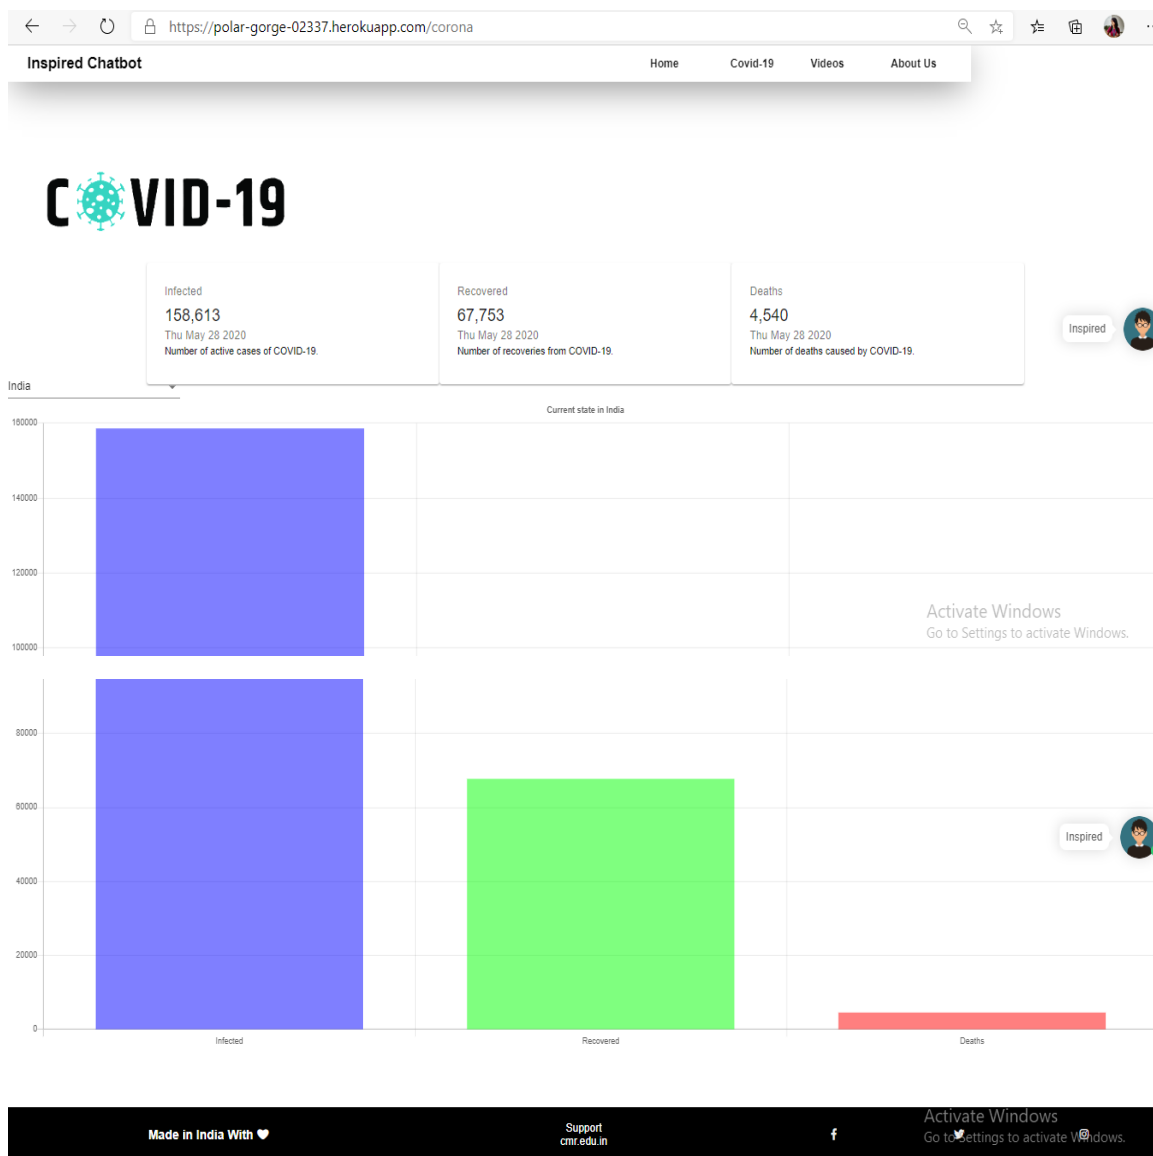 https://polar-gorge-02337.herokuapp.com/corona
Inspired Chatbot
Home
Covid-19
Videos
About Us
C VID-19
Infected
158,613
Thu May 28 2020
Number of active cases of COVID-19.
Recovered
67,753
Thu May 28 2020
Number of recoveries from COVID-19.
Deaths
4,540
Thu May 28 2020
Number of deaths caused by COVID-19.
Inspired
India
Current state in India
160000
140000
120000
100000
Activate Windows
Go to Settings to activate Windows.
80000
60000
40000
20000
0
Inspired
Infected
Recovered
Deaths
Made in India With
Support
cmr.edu.in
Activate Windows
Go to Settings to activate Windows.